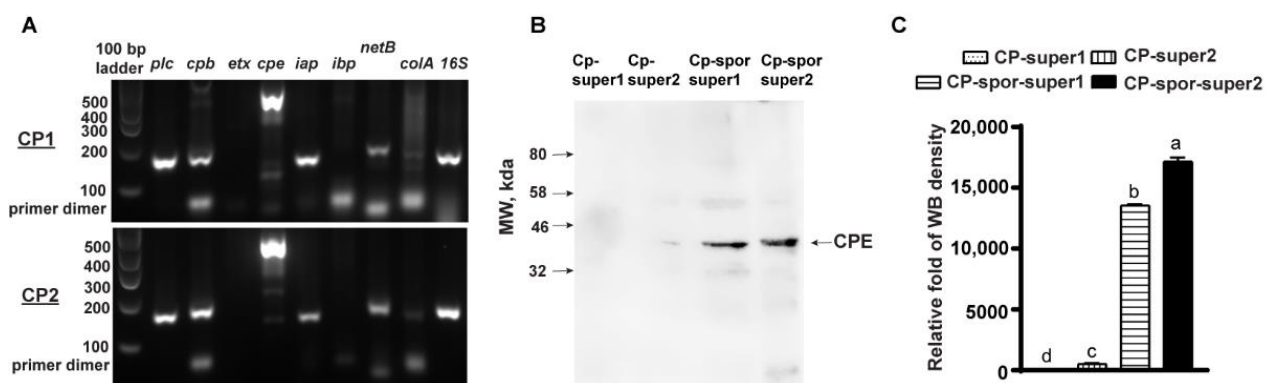 A
100 bp
ladder plc cpb etx cpe iap ibp netB colA 16S
500
400
300
CP1
200
100
primer dimer
500
400
300
CP2
200
100
primer dimer
B
Cp-
super1
Cp-
super2
Cp-spor
super1
Cp-spor
super2
MW, kda
80
58
46
32
CPE
C
CP-super1 CP-super2
CP-spor-super1 CP-spor-super2
Relative fold of WB density
20,000
15,000
10,000
5000
0
d c b a